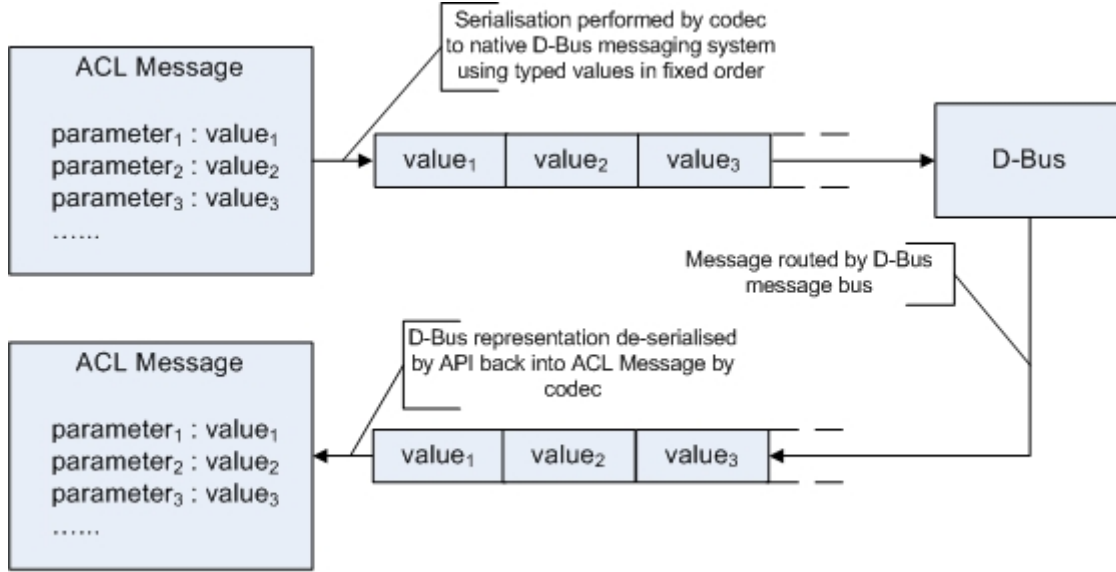 Serialisation performed by codec
to native D-Bus messaging system
using typed values in fixed order
ACL Message
parameter₁ : value₁
parameter₂ : value₂
parameter₃ : value₃
......
value₁ value₂ value₃
D-Bus
Message routed by D-Bus
message bus
D-Bus representation de-serialised
by API back into ACL Message by
codec
ACL Message
parameter₁ : value₁
parameter₂ : value₂
parameter₃ : value₃
......
value₁ value₂ value₃